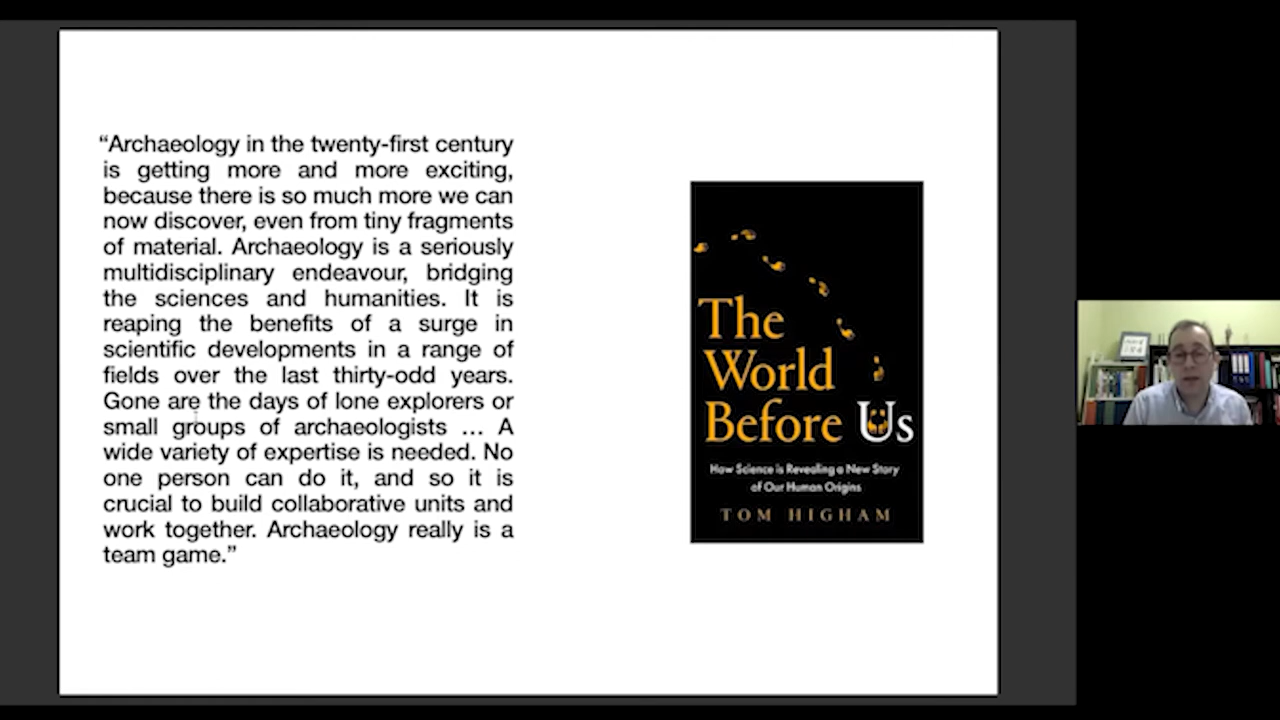 “Archaeology in the twenty-first century
is getting more and more exciting,
because there is so much more we can
now discover, even from tiny fragments
of material. Archaeology is a seriously
multidisciplinary endeavour, bridging
the sciences and humanities. It is
reaping the benefits of a surge in
scientific developments in a range of
fields over the last thirty-odd years.
Gone are the days of lone explorers or
small groups of archaeologists … A
wide variety of expertise is needed. No
one person can do it, and so it is
crucial to build collaborative units and
work together. Archaeology really is a
team game.”
The
World
Before Us
How Science is Revealing a New Story
of Our Human Origins
TOM HIGHAM